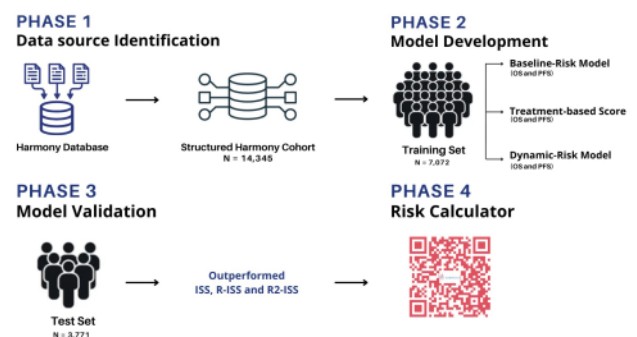 PHASE 1
Data source Identification
Harmony Database
Structured Harmony Cohort
N = 14,345
PHASE 2
Model Development
Training Set
N = 7,072
Baseline-Risk Model
(OS and PFS)
Treatment-based Score
(OS and PFS)
Dynamic-Risk Model
(OS and PFS)
PHASE 3
Model Validation
Test Set
N = 3,771
Outperformed
ISS, R-ISS and R2-ISS
PHASE 4
Risk Calculator